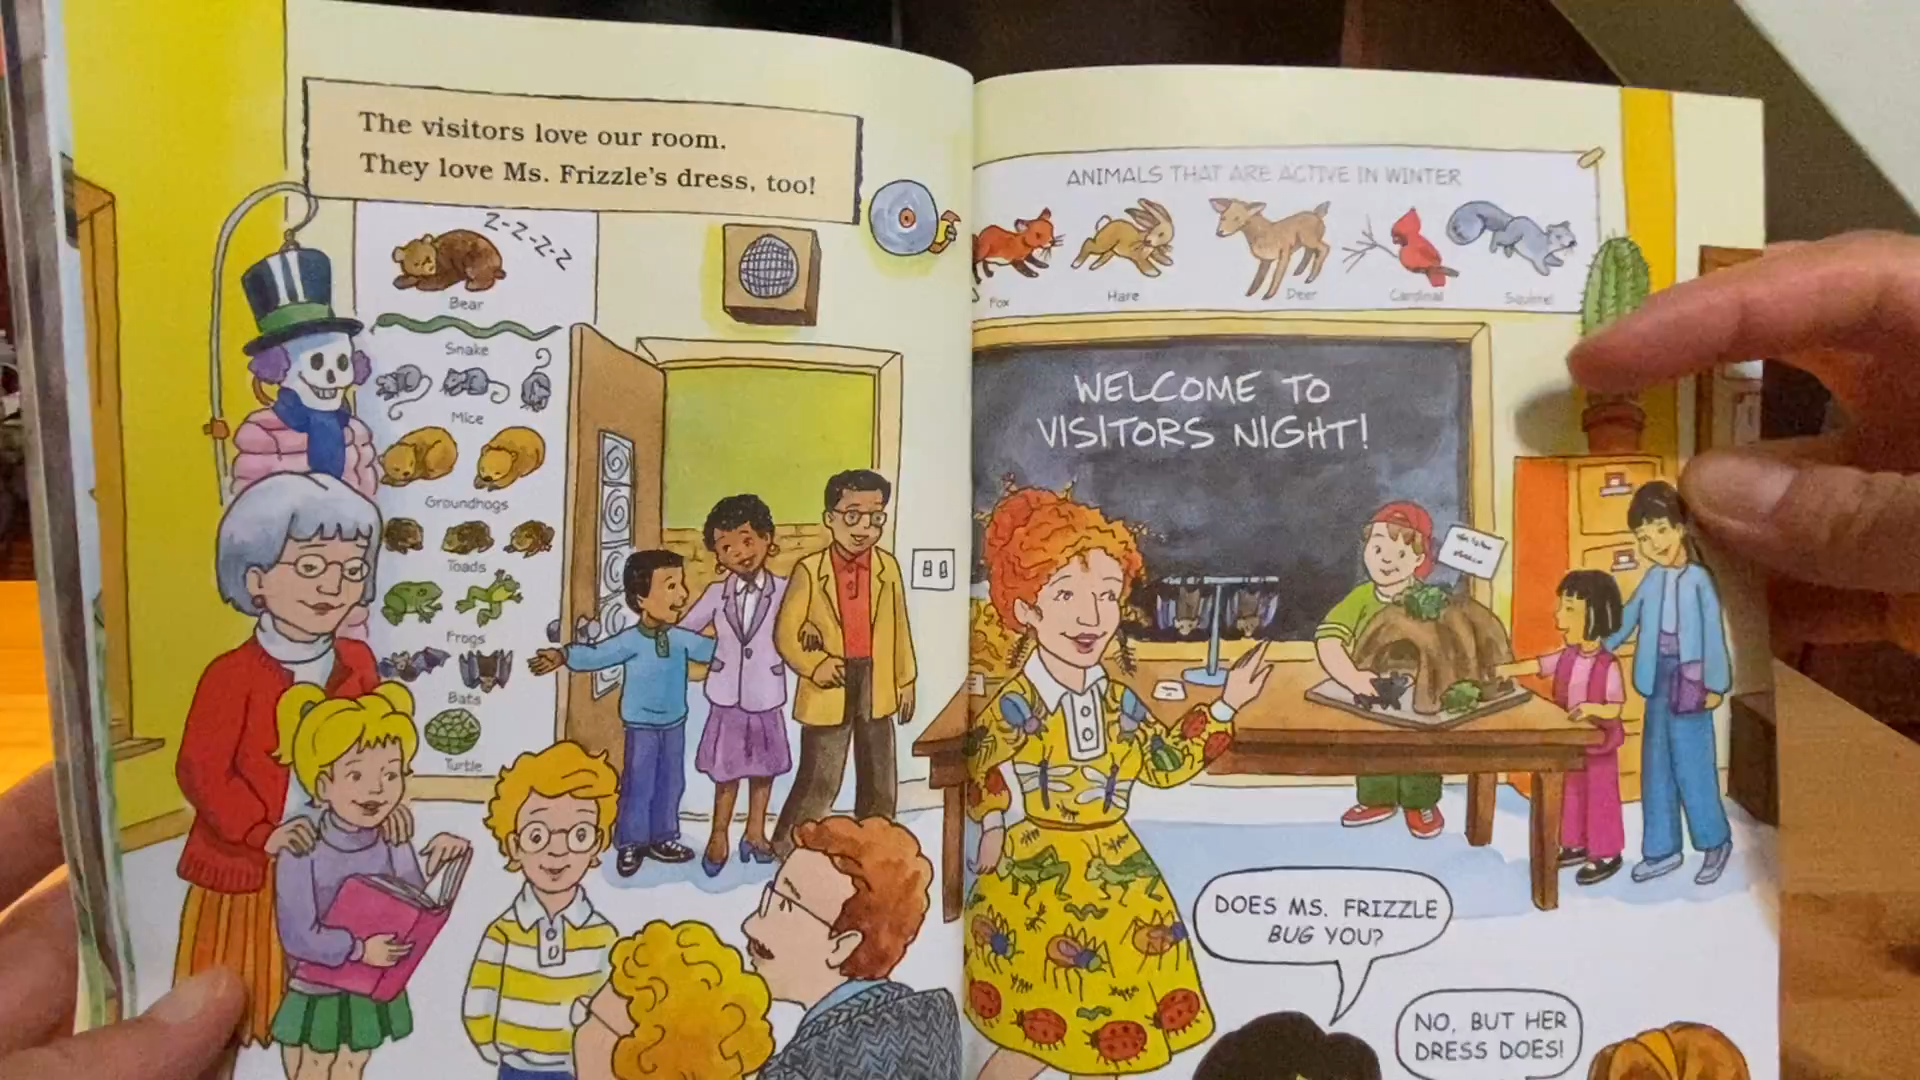 The visitors love our room.
They love Ms. Frizzle's dress, too!
Z-Z-Z-Z
Bear
Snake
Mice
Groundhogs
Toads
Frogs
Bats
Turtle
ANIMALS THAT ARE ACTIVE IN WINTER
Fox
Hare
Deer
Cardinal
Squirrel
WELCOME TO
VISITORS NIGHT!
DOES MS. FRIZZLE
BUG YOU?
NO, BUT HER
DRESS DOES!